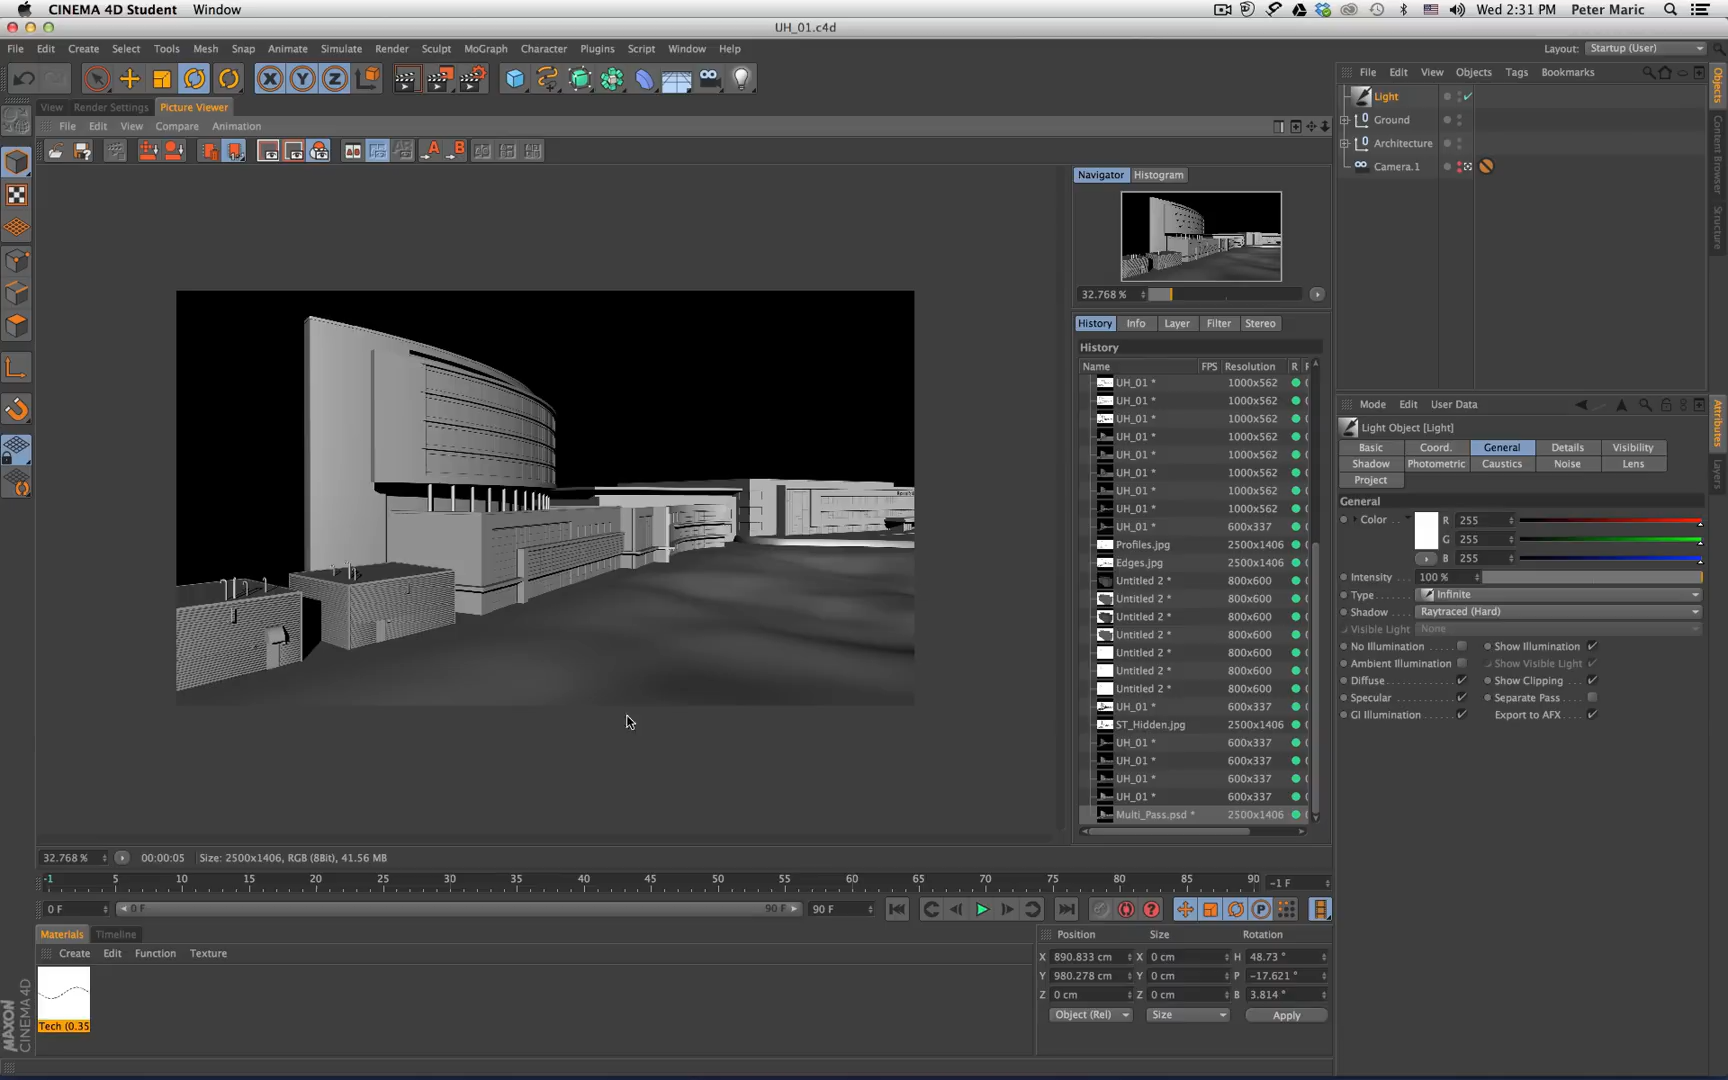 CINEMA 4D Student Window
Wed 2:31 PM Peter Maric
UH_01.c4d
File Edit Create Select Tools Mesh Snap Animate Simulate Render Sculpt MoGraph Character Plugins Script Window Help
Layout: Startup (User)
View Render Settings Picture Viewer
File Edit View Compare Animation
A B
Navigator Histogram
32.768 %
History Info Layer Filter Stereo
History
Name FPS Resolution R
UH_01 * 1000x562
UH_01 * 1000x562
UH_01 * 1000x562
UH_01 * 1000x562
UH_01 * 1000x562
UH_01 * 1000x562
UH_01 * 1000x562
UH_01 * 1000x562
UH_01 * 600x337
Profiles.jpg 2500x1406
Edges.jpg 2500x1406
Untitled 2 * 800x600
Untitled 2 * 800x600
Untitled 2 * 800x600
Untitled 2 * 800x600
Untitled 2 * 800x600
Untitled 2 * 800x600
Untitled 2 * 800x600
UH_01 * 600x337
ST_Hidden.jpg 2500x1406
UH_01 * 600x337
UH_01 * 600x337
UH_01 * 600x337
UH_01 * 600x337
Multi_Pass.psd * 2500x1406
32.768 % 00:00:05 Size: 2500x1406, RGB (8Bit), 41.56 MB
-1 5 10 15 20 25 30 35 40 45 50 55 60 65 70 75 80 85 90 -1 F
0 F 0 F 90 F 90 F
Materials Timeline
Create Edit Function Texture
Tech (0.35
MAXON
CINEMA 4D
Position Size Rotation
X 890.833 cm X 0 cm H 48.73 °
Y 980.278 cm Y 0 cm P -17.621 °
Z 0 cm Z 0 cm B 3.814 °
Object (Rel) Size Apply
File Edit View Objects Tags Bookmarks
Light
Ground
Architecture
Camera.1
Mode Edit User Data
Light Object [Light]
Basic Coord. General Details Visibility
Shadow Photometric Caustics Noise Lens
Project
General
Color R 255
G 255
B 255
Intensity 100 %
Type Infinite
Shadow Raytraced (Hard)
Visible Light None
No Illumination Show Illumination
Ambient Illumination Show Visible Light
Diffuse Show Clipping
Specular Separate Pass
GI Illumination Export to AFX
Objects
Content Browser
Structure
Attributes
Layers